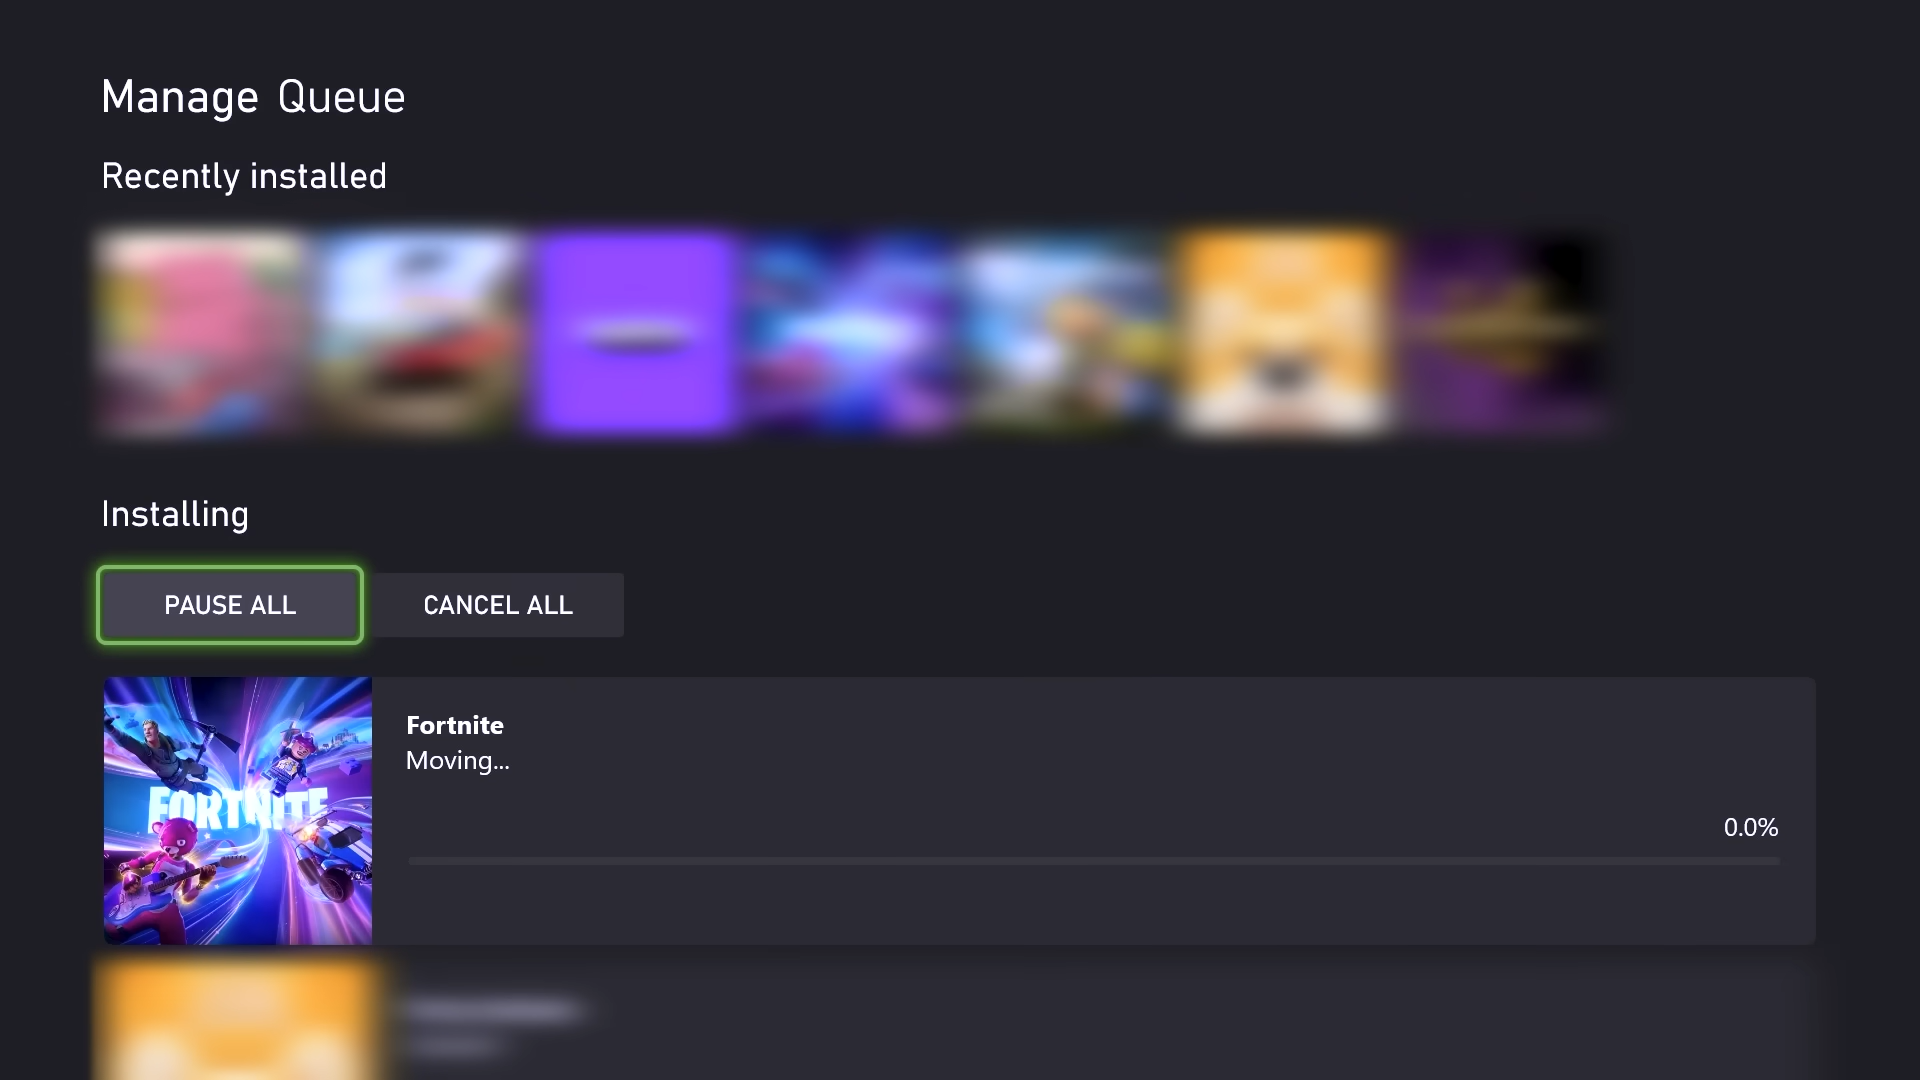 Manage Queue
Recently installed
Installing
PAUSE ALL
CANCEL ALL
FORTNITE
Fortnite
Moving...
0.0%